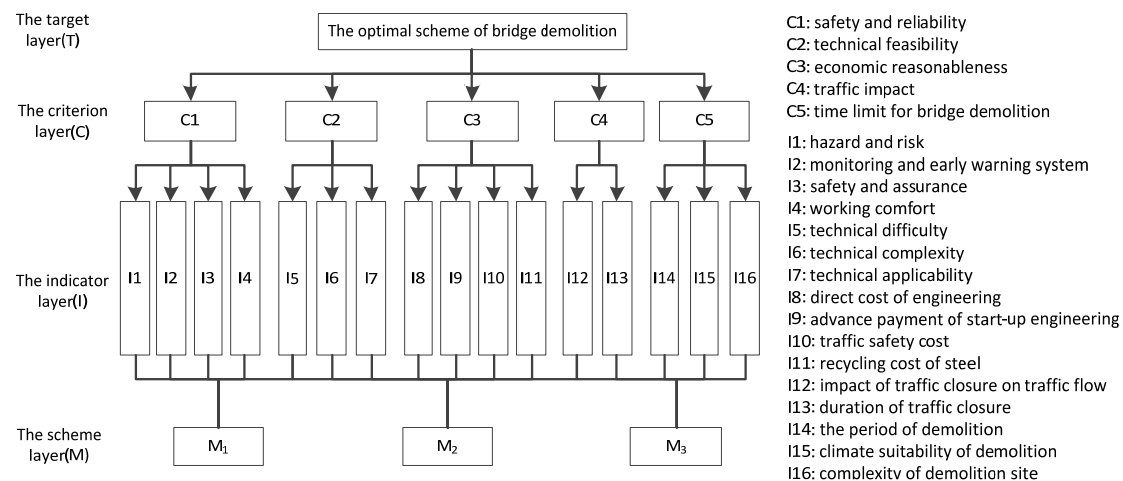 The target
layer(T)
The optimal scheme of bridge demolition
The criterion
layer(C)
C1
C2
C3
C4
C5
The indicator
layer(I)
I1
I2
I3
I4
I5
I6
I7
I8
I9
I10
I11
I12
I13
I14
I15
I16
The scheme
layer(M)
M₁
M₂
M₃
C1: safety and reliability
C2: technical feasibility
C3: economic reasonableness
C4: traffic impact
C5: time limit for bridge demolition
I1: hazard and risk
I2: monitoring and early warning system
I3: safety and assurance
I4: working comfort
I5: technical difficulty
I6: technical complexity
I7: technical applicability
I8: direct cost of engineering
I9: advance payment of start-up engineering
I10: traffic safety cost
I11: recycling cost of steel
I12: impact of traffic closure on traffic flow
I13: duration of traffic closure
I14: the period of demolition
I15: climate suitability of demolition
I16: complexity of demolition site